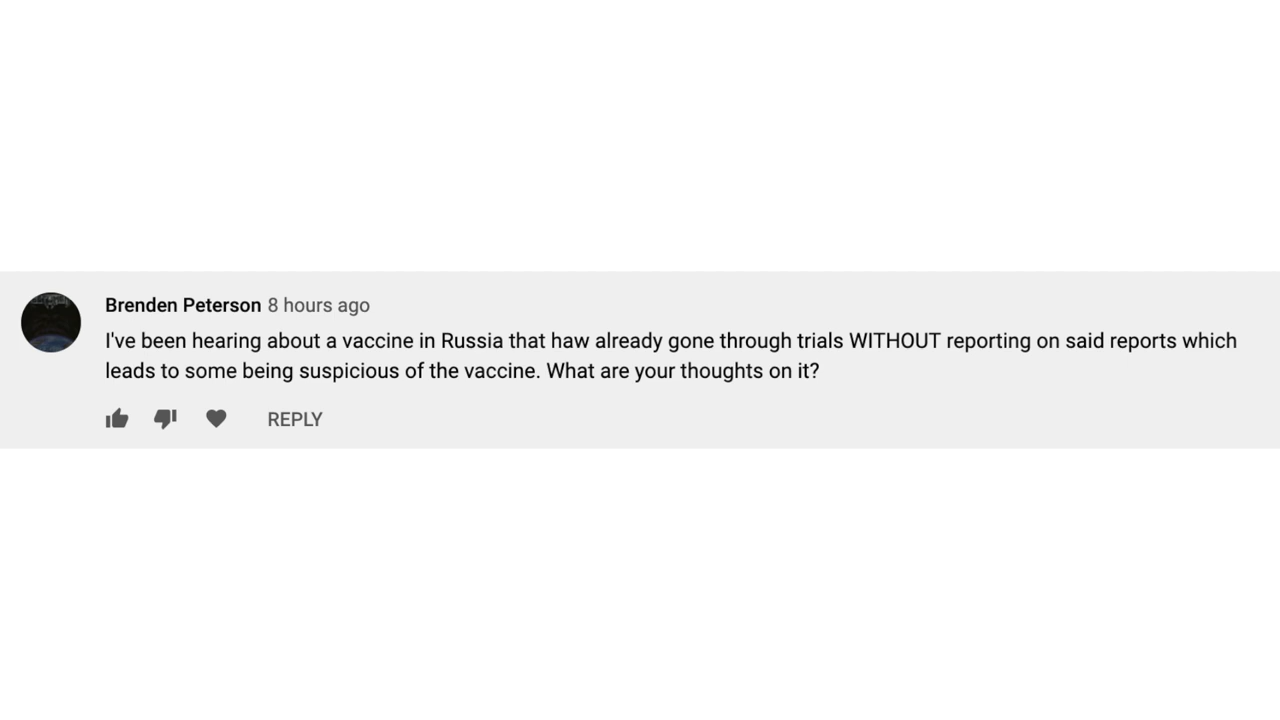 Brenden Peterson 8 hours ago
I've been hearing about a vaccine in Russia that haw already gone through trials WITHOUT reporting on said reports which
leads to some being suspicious of the vaccine. What are your thoughts on it?
REPLY